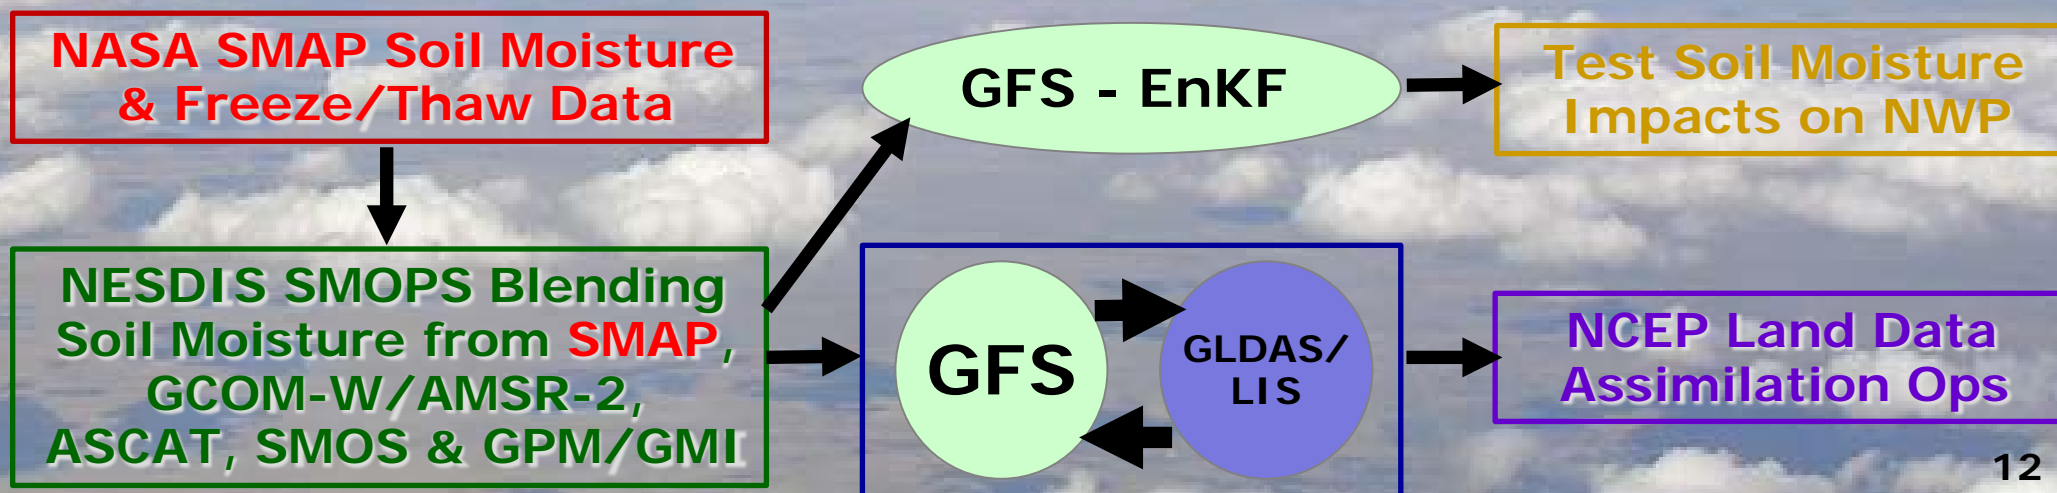 NASA SMAP Soil Moisture
& Freeze/Thaw Data
GFS - EnKF
Test Soil Moisture
Impacts on NWP
NESDIS SMOPS Blending
Soil Moisture from SMAP,
GCOM-W/AMSR-2,
ASCAT, SMOS & GPM/GMI
GFS
GLDAS/
LIS
NCEP Land Data
Assimilation Ops
12